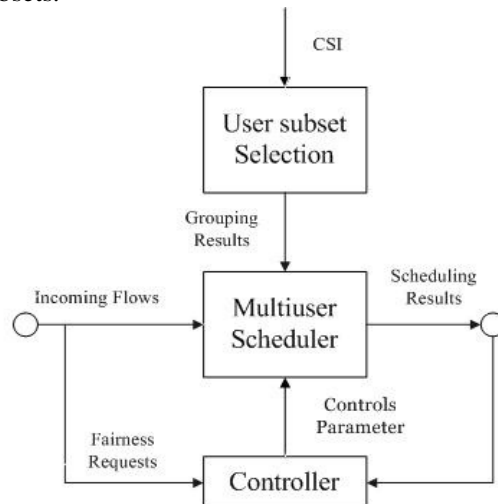 CSI
User subset
Selection
Grouping
Results
Incoming Flows
Multiuser
Scheduler
Scheduling
Results
Controls
Parameter
Fairness
Requests
Controller